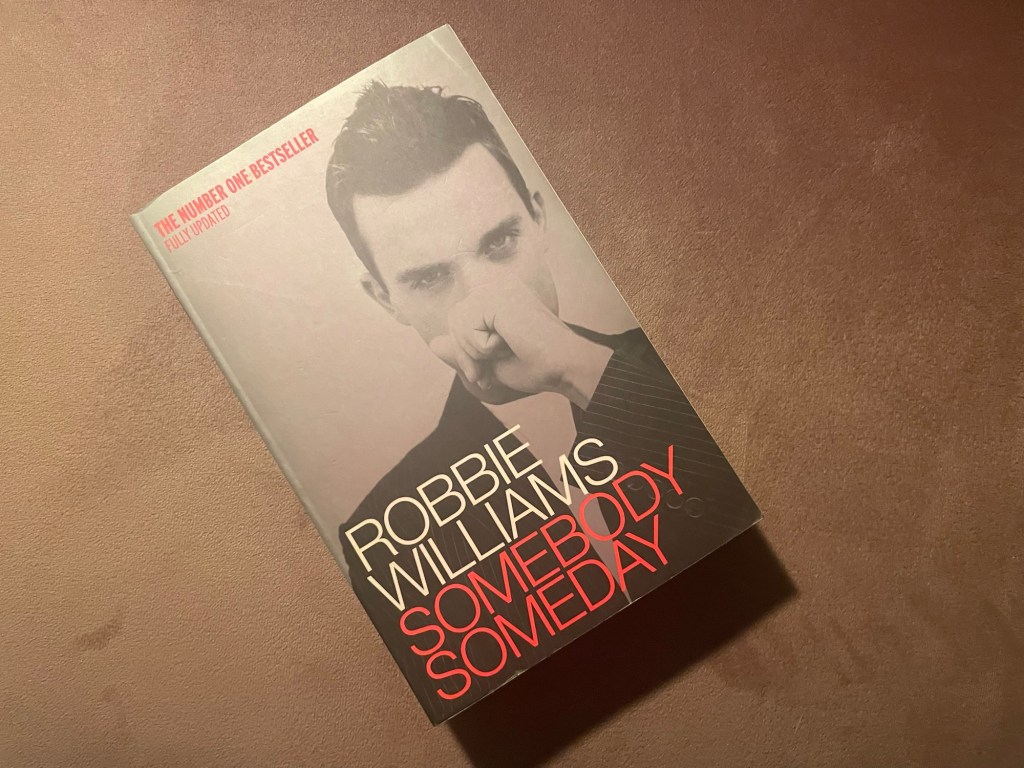 THE NUMBER ONE BESTSELLER
FULLY UPDATED
ROBBIE
WILLIAMS
SOMEBODY
SOMEDAY